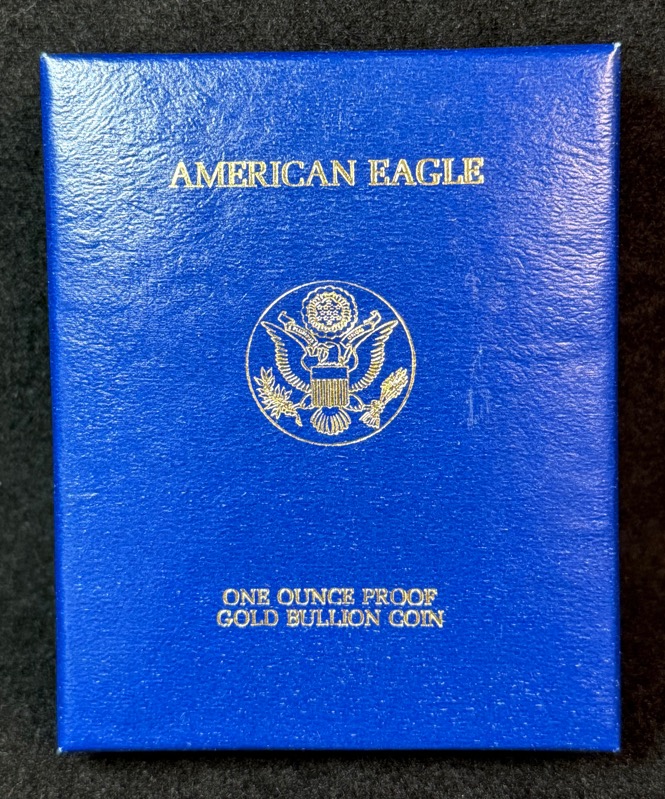 AMERICAN EAGLE
ONE OUNCE PROOF
GOLD BULLION COIN